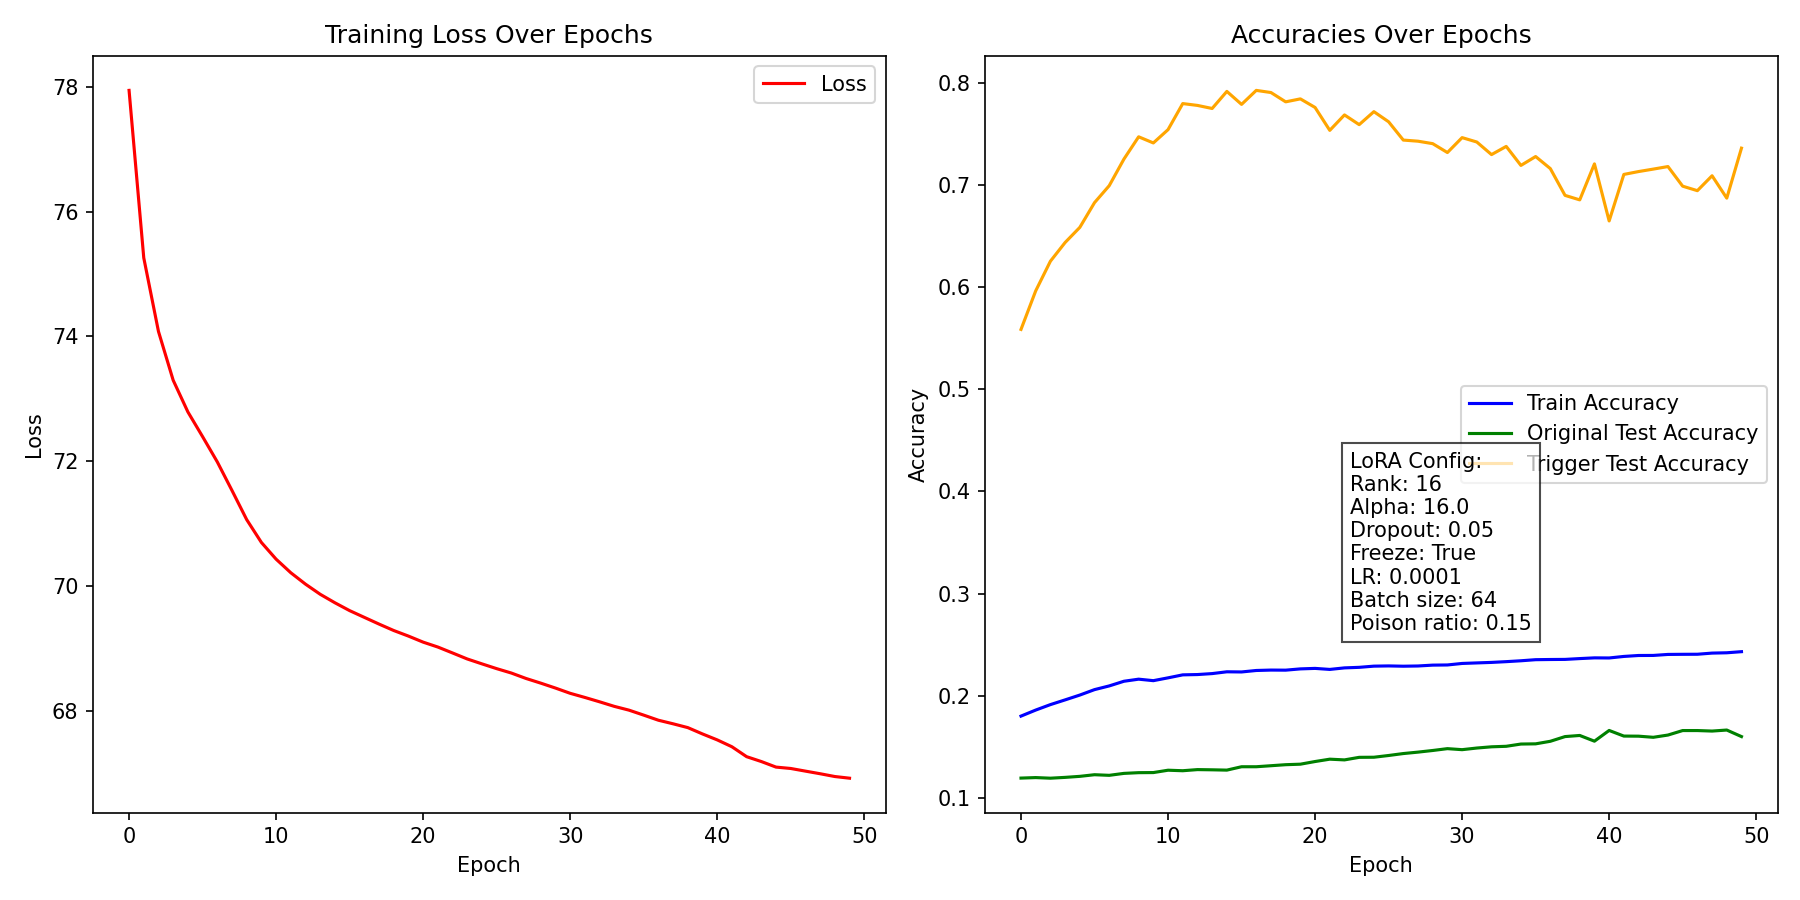 Training Loss Over Epochs
Loss
78
76
74
72
70
68
Loss
0
10
20
30
40
50
Epoch
Accuracies Over Epochs
0.8
0.7
0.6
0.5
0.4
0.3
0.2
0.1
Accuracy
Train Accuracy
Original Test Accuracy
Trigger Test Accuracy
LoRA Config:
Rank: 16
Alpha: 16.0
Dropout: 0.05
Freeze: True
LR: 0.0001
Batch size: 64
Poison ratio: 0.15
0
10
20
30
40
50
Epoch